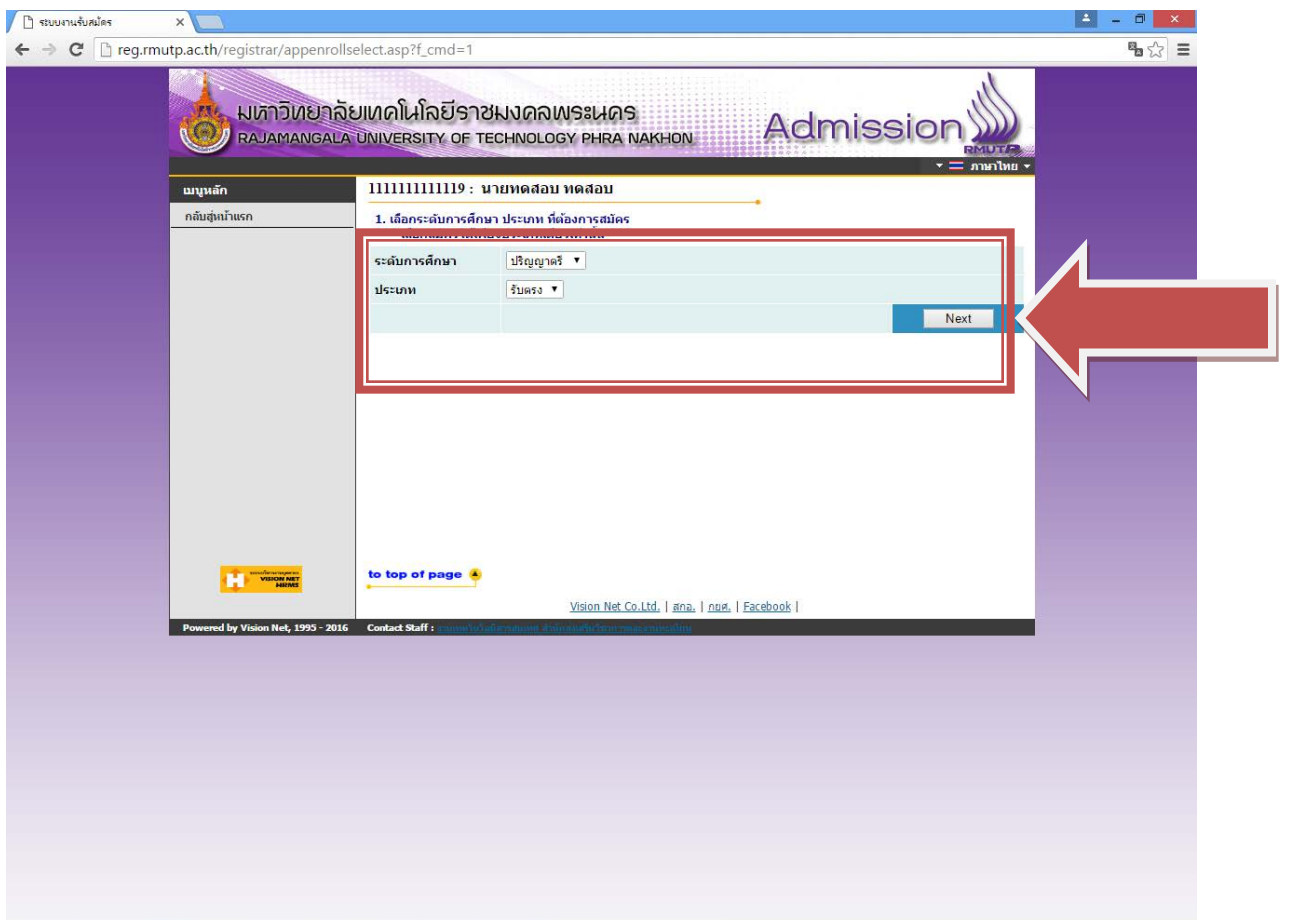 ระบบงานรับสมัคร
reg.rmutp.ac.th/registrar/appenrollselect.asp?f_cmd=1
มหาวิทยาลัยเทคโนโลยีราชมงคลพระนคร
RAJAMANGALA UNIVERSITY OF TECHNOLOGY PHRA NAKHON
Admission
RMUTP
ภาษาไทย
เมนูหลัก
กลับสู่หน้าแรก
1111111111119 : นายทดสอบ ทดสอบ
1. เลือกระดับการศึกษา ประเภท ที่ต้องการสมัคร
ระดับการศึกษา ปริญญาตรี
ประเภท รับตรง
Next
VISION NET
HRMS
to top of page
Vision Net Co.Ltd. | สกอ. | กยศ. | Facebook |
Powered by Vision Net, 1995 - 2016 Contact Staff :